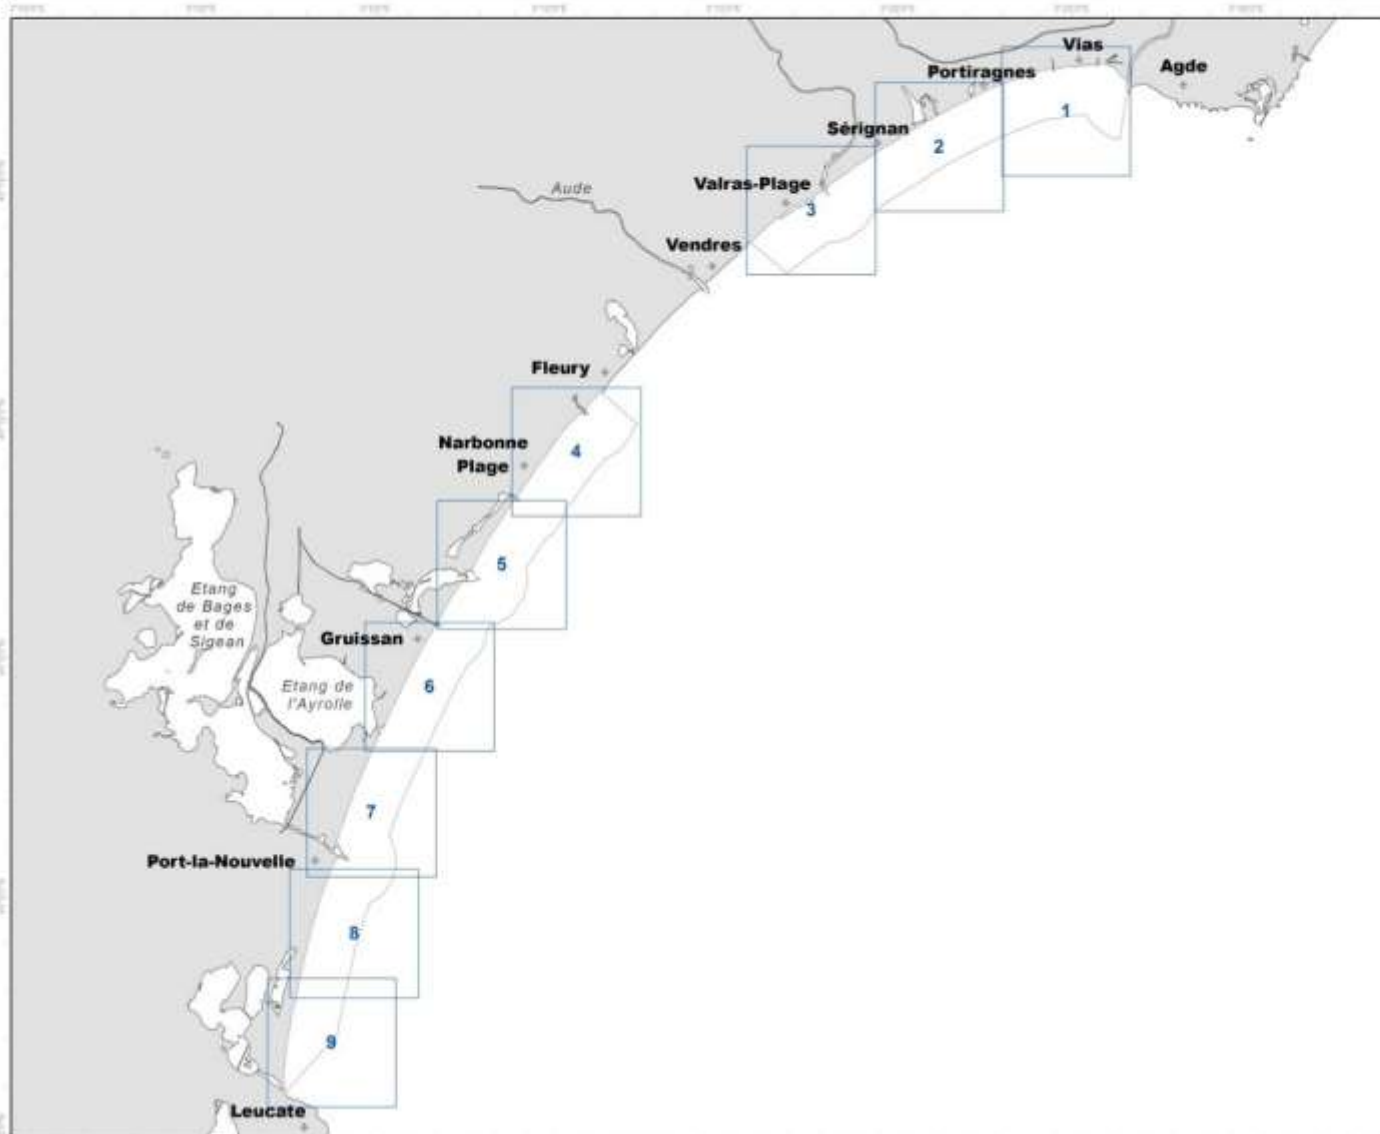 Vias
Agde
Portiragnes
1
Sérignan
2
Valras-Plage
3
Aude
Vendres
Fleury
Narbonne
Plage
4
5
Etang
de Bages
et de
Sigean
Gruissan
Etang de
l'Ayrolle
6
7
Port-la-Nouvelle
8
9
Leucate